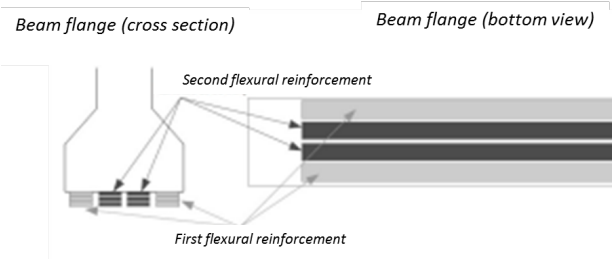 Beam flange (cross section)
Beam flange (bottom view)
Second flexural reinforcement
First flexural reinforcement